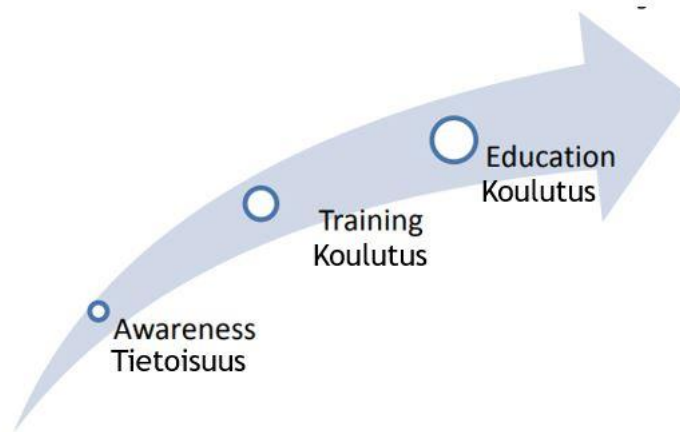 Education
Koulutus
Training
Koulutus
Awareness
Tietoisuus